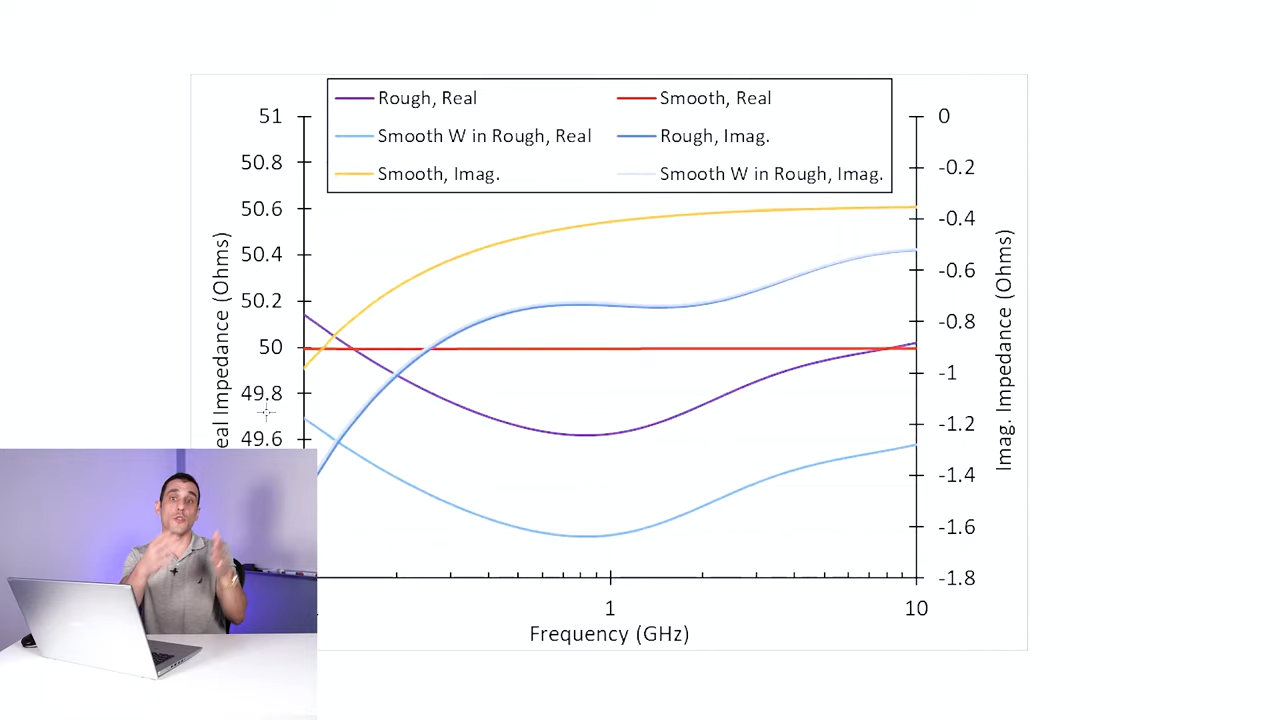 Rough, Real
Smooth, Real
Smooth W in Rough, Real
Rough, Imag.
Smooth, Imag.
Smooth W in Rough, Imag.
51
50.8
50.6
50.4
50.2
50
49.8
49.6
eal Impedance (Ohms)
0
-0.2
-0.4
-0.6
-0.8
-1
-1.2
-1.4
-1.6
-1.8
Imag. Impedance (Ohms)
1
10
Frequency (GHz)